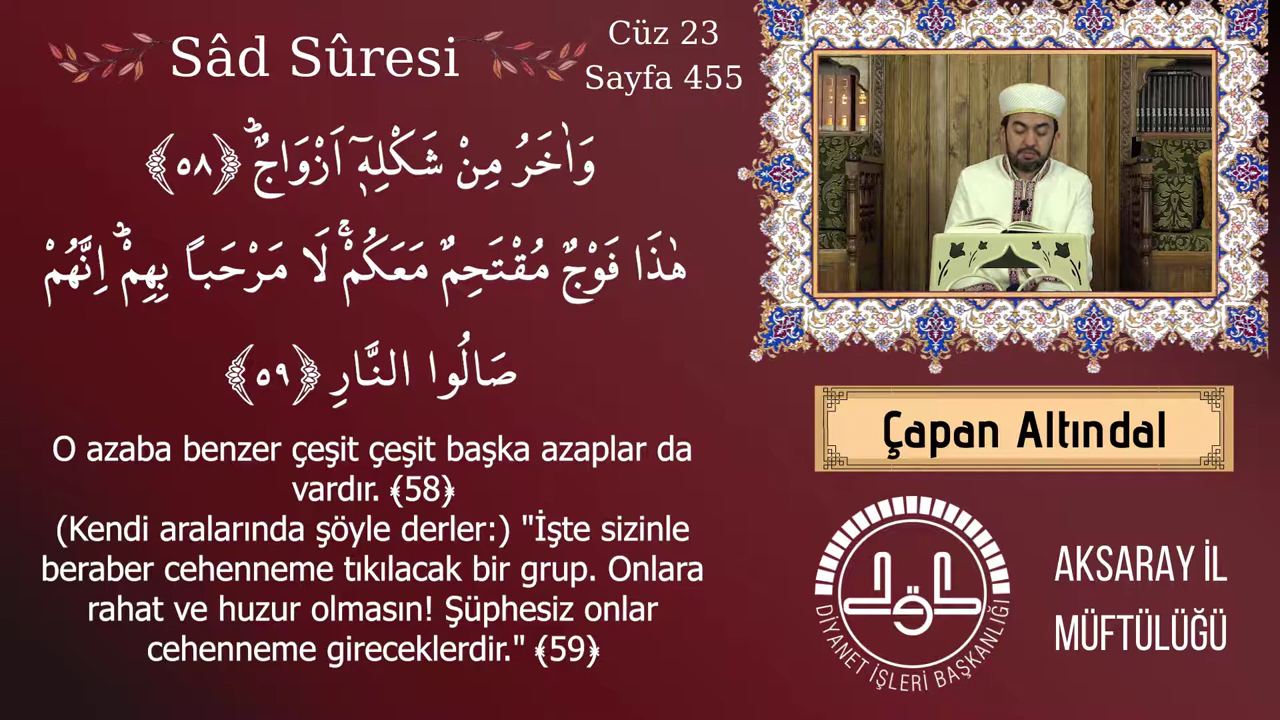 Sâd Sûresi
Cüz 23
Sayfa 455
وَاٰخَرُ مِنْ شَكْلِهٖٓ اَزْوَاجٌۜ ﴿٥٨﴾
هٰذَا فَوْجٌ مُقْتَحِمٌ مَعَكُمْۚ لَا مَرْحَباً بِهِمْۜ اِنَّهُمْ
صَالُوا النَّارِ ﴿٥٩﴾
O azaba benzer çeşit çeşit başka azaplar da
vardır. ﴾58﴿
(Kendi aralarında şöyle derler:) "İşte sizinle
beraber cehenneme tıkılacak bir grup. Onlara
rahat ve huzur olmasın! Şüphesiz onlar
cehenneme gireceklerdir." ﴾59﴿
Çapan Altındal
DİYANET İŞLERİ BAŞKANLIĞI
AKSARAY İL
MÜFTÜLÜĞÜ